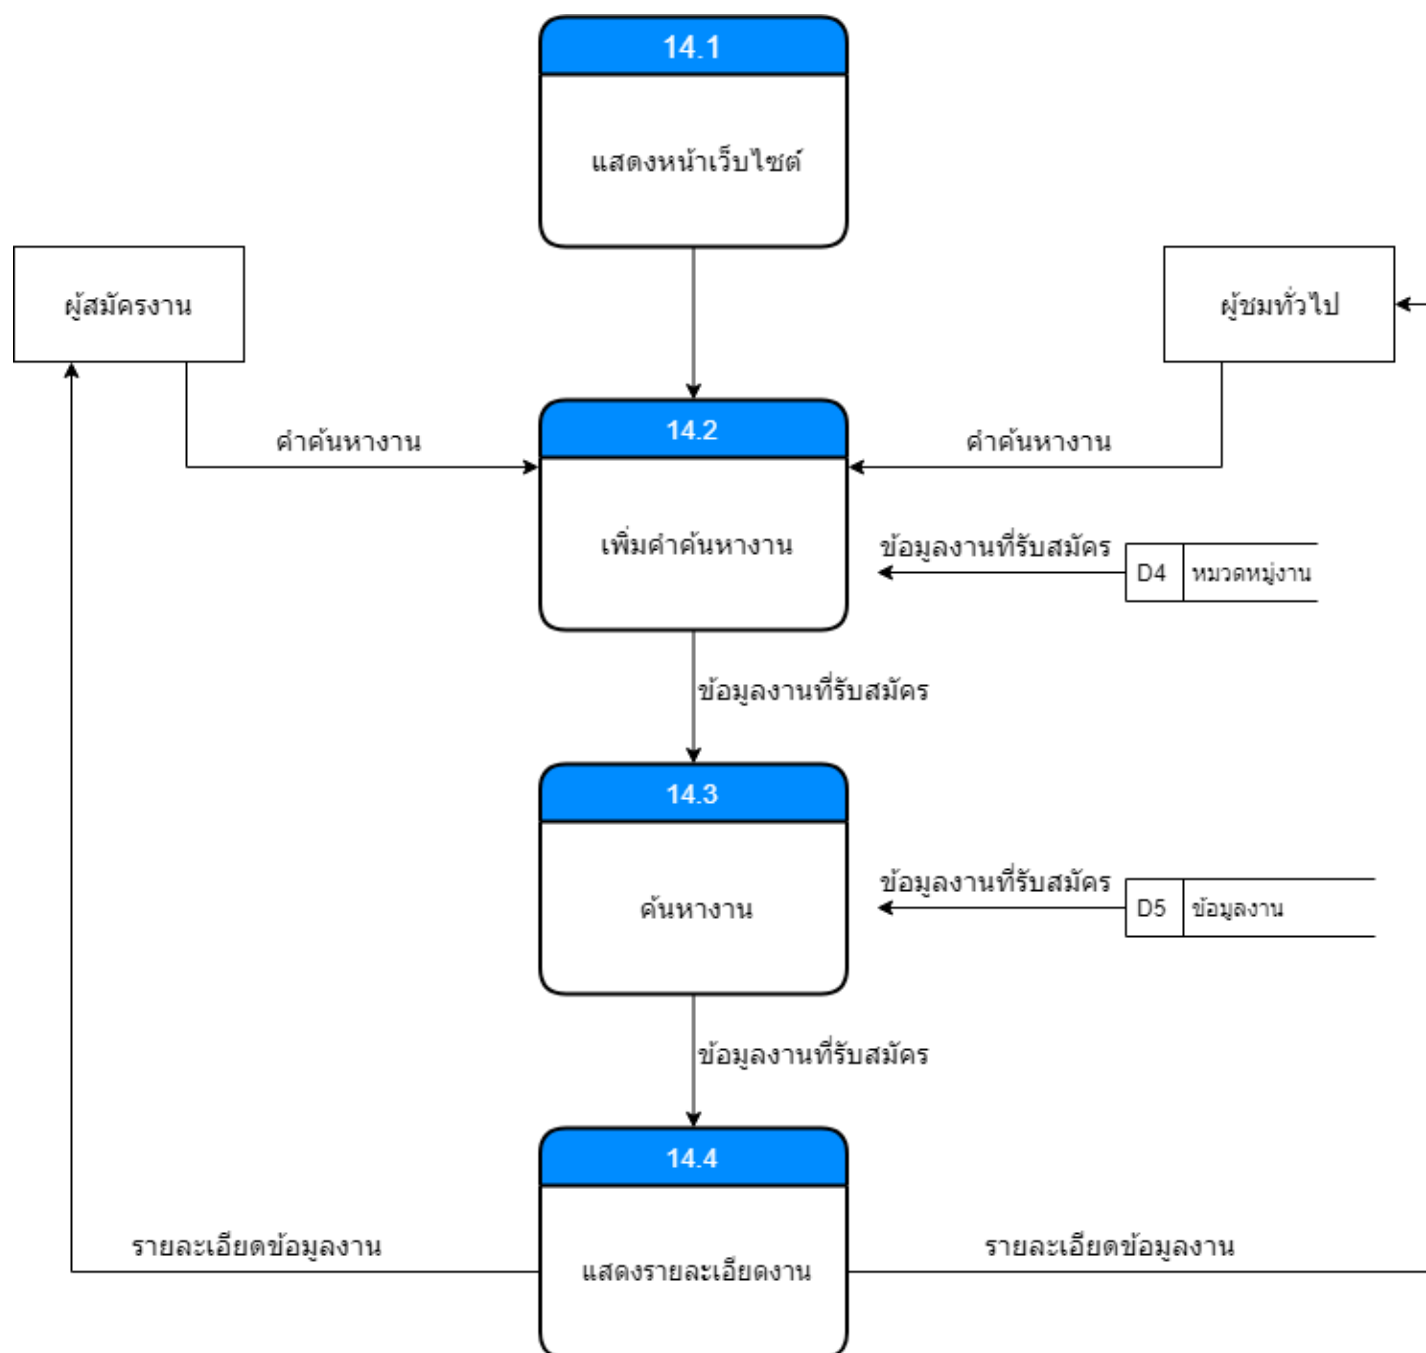 14.1
แสดงหน้าเว็บไซต์
ผู้สมัครงาน
ผู้ชมทั่วไป
14.2
คำค้นหางาน
คำค้นหางาน
เพิ่มคำค้นหางาน
ข้อมูลงานที่รับสมัคร
D4
หมวดหมู่งาน
ข้อมูลงานที่รับสมัคร
14.3
ค้นหางาน
ข้อมูลงานที่รับสมัคร
D5
ข้อมูลงาน
ข้อมูลงานที่รับสมัคร
14.4
รายละเอียดข้อมูลงาน
แสดงรายละเอียดงาน
รายละเอียดข้อมูลงาน